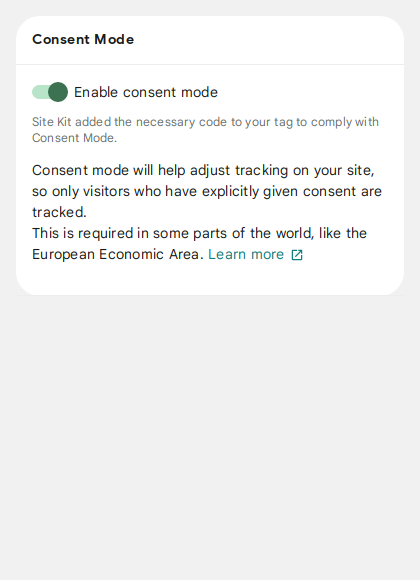 Consent Mode
Enable consent mode
Site Kit added the necessary code to your tag to comply with
Consent Mode.
Consent mode will help adjust tracking on your site,
so only visitors who have explicitly given consent are
tracked.
This is required in some parts of the world, like the
European Economic Area. Learn more